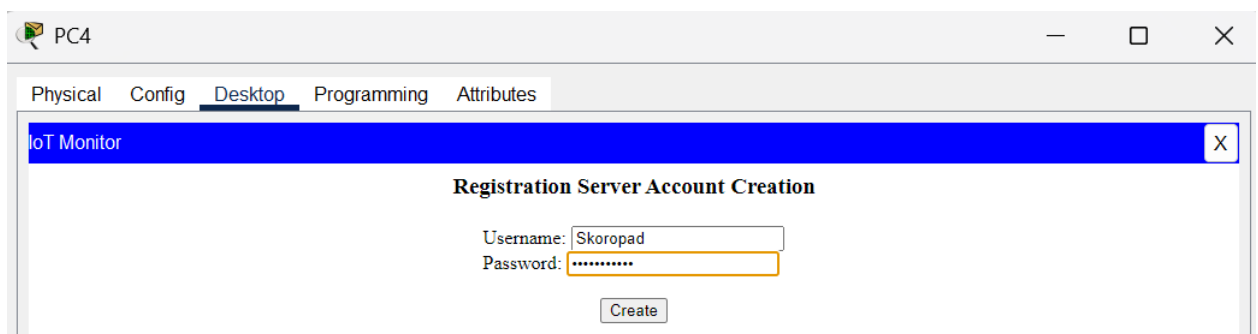 PC4
Physical Config Desktop Programming Attributes
IoT Monitor X
Registration Server Account Creation
Username: Skoropad
Password: •••••••••••
Create